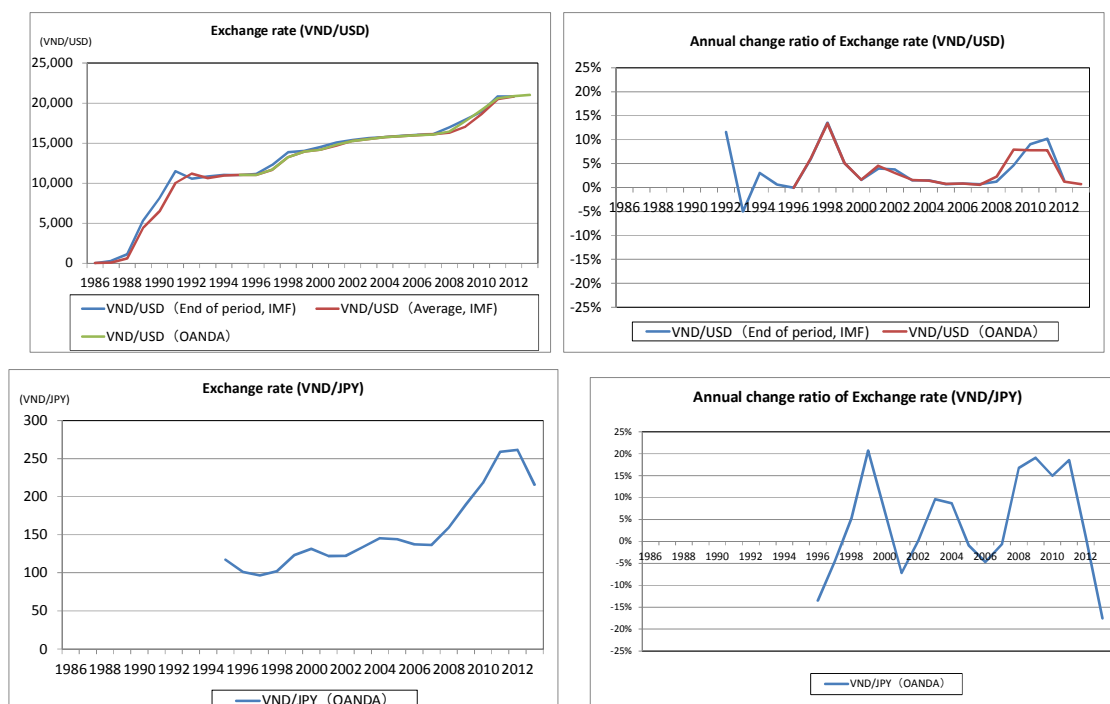 Exchange rate (VND/USD)
(VND/USD)
25,000
20,000
15,000
10,000
5,000
0
1986 1988 1990 1992 1994 1996 1998 2000 2002 2004 2006 2008 2010 2012
VND/USD（End of period, IMF) VND/USD（Average, IMF)
VND/USD（OANDA）
Annual change ratio of Exchange rate (VND/USD)
25%
20%
15%
10%
5%
0%
-5%
-10%
-15%
-20%
-25%
1986 1988 1990 1992 1994 1996 1998 2000 2002 2004 2006 2008 2010 2012
VND/USD（End of period, IMF) VND/USD（OANDA）
Exchange rate (VND/JPY)
(VND/JPY)
300
250
200
150
100
50
0
1986 1988 1990 1992 1994 1996 1998 2000 2002 2004 2006 2008 2010 2012
VND/JPY（OANDA）
Annual change ratio of Exchange rate (VND/JPY)
25%
20%
15%
10%
5%
0%
-5%
-10%
-15%
-20%
-25%
1986 1988 1990 1992 1994 1996 1998 2000 2002 2004 2006 2008 2010 2012
VND/JPY（OANDA）